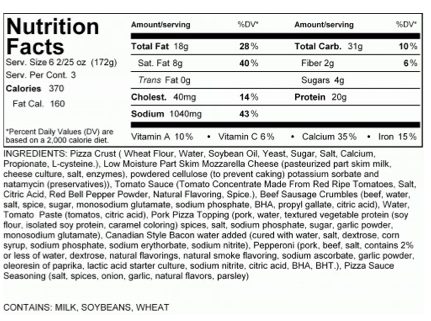 Nutrition Facts
Serv. Size 6 2/25 oz (172g)
Serv. Per Cont. 3
Calories 370
Fat Cal. 160
*Percent Daily Values (DV) are
based on a 2,000 calorie diet.
Amount/serving %DV* Amount/serving %DV*
Total Fat 18g 28% Total Carb. 31g 10%
Sat. Fat 8g 40% Fiber 2g 6%
Trans Fat 0g Sugars 4g
Cholest. 40mg 14% Protein 20g
Sodium 1040mg 43%
Vitamin A 10% • Vitamin C 6% • Calcium 35% • Iron 15%
INGREDIENTS: Pizza Crust ( Wheat Flour, Water, Soybean Oil, Yeast, Sugar, Salt, Calcium,
Propionate, L-cysteine.), Low Moisture Part Skim Mozzarella Cheese (pasteurized part skim milk,
cheese culture, salt, enzymes), powdered cellulose (to prevent caking) potassium sorbate and
natamycin (preservatives)), Tomato Sauce (Tomato Concentrate Made From Red Ripe Tomatoes, Salt,
Citric Acid, Red Bell Pepper Powder, Natural Flavoring, Spice.), Beef Sausage Crumbles (beef, water,
salt, spice, sugar, monosodium glutamate, sodium phosphate, BHA, propyl gallate, citric acid), Water,
Tomato Paste (tomatos, citric acid), Pork Pizza Topping (pork, water, textured vegetable protein (soy
flour, isolated soy protein, caramel coloring) spices, salt, sodium phosphate, sugar, garlic powder,
monosodium glutamate), Canadian Style Bacon water added (cured with water, salt, dextrose, corn
syrup, sodium phosphate, sodium erythorbate, sodium nitrite), Pepperoni (pork, beef, salt, contains 2%
or less of water, dextrose, natural flavorings, natural smoke flavoring, sodium ascorbate, garlic powder,
oleoresin of paprika, lactic acid starter culture, sodium nitrite, citric acid, BHA, BHT.), Pizza Sauce
Seasoning (salt, spices, onion, garlic, natural flavors, parsley)
CONTAINS: MILK, SOYBEANS, WHEAT